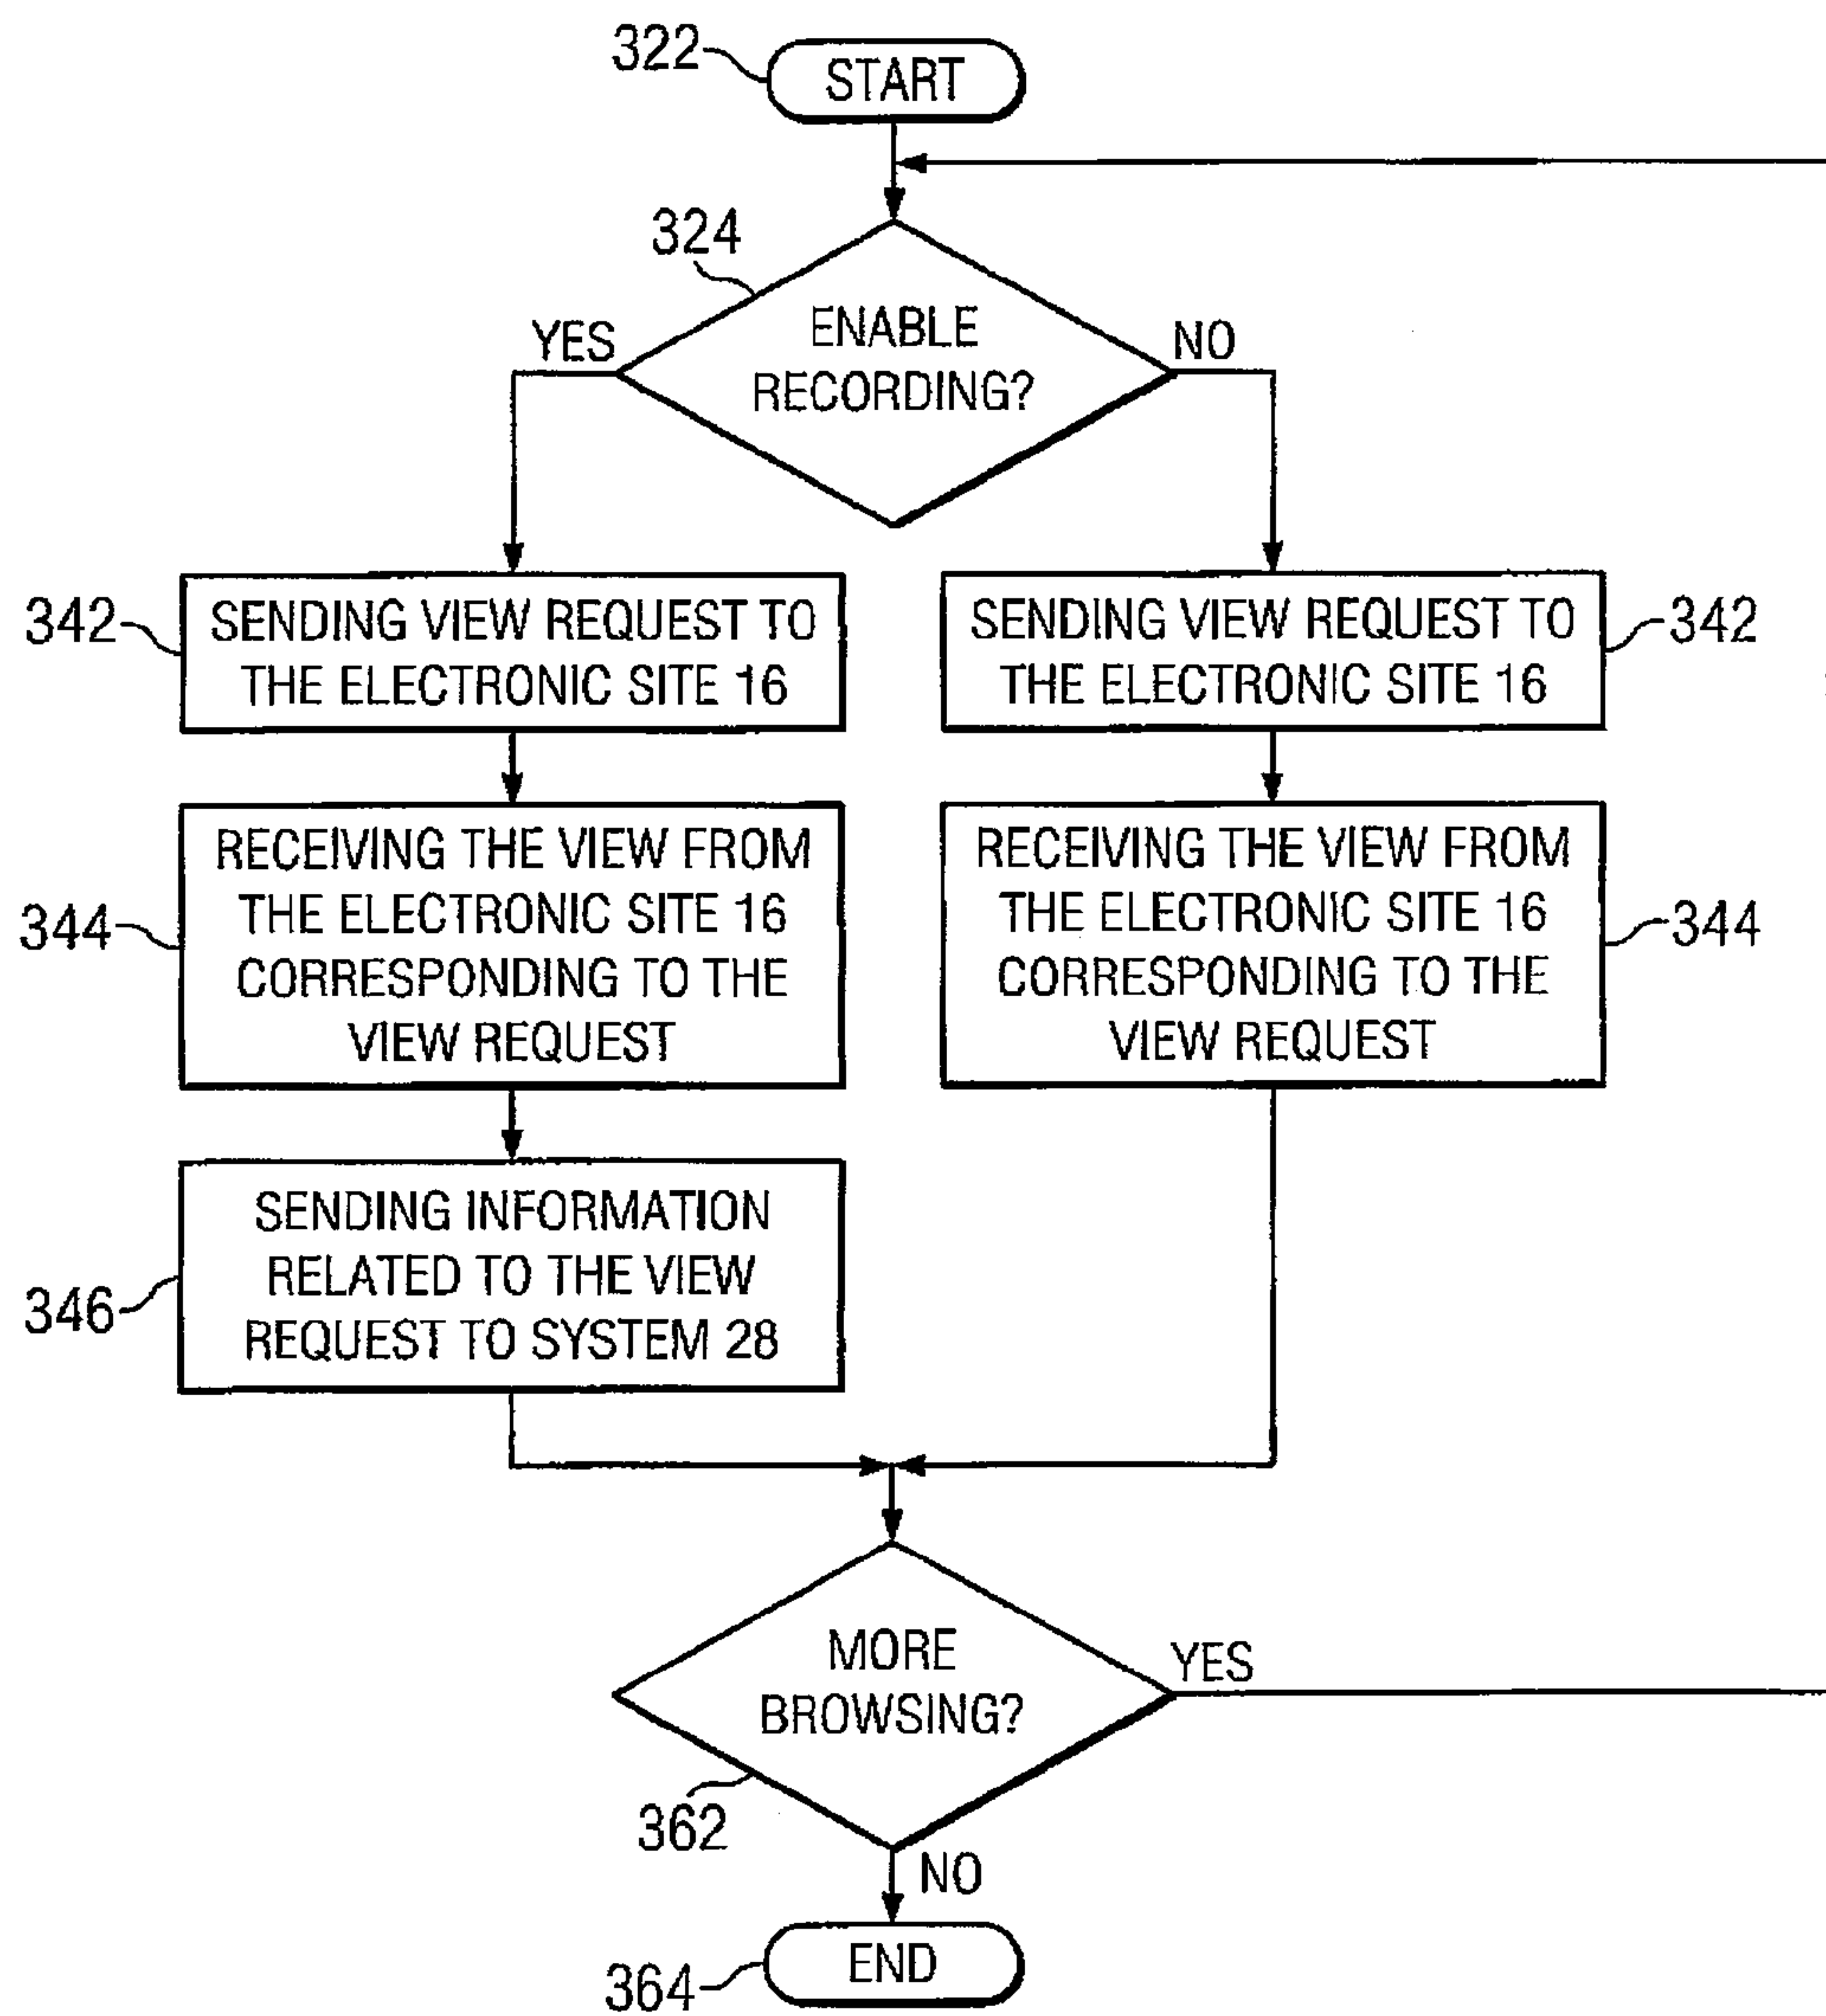 322
START
324
ENABLE
RECORDING?
YES
NO
342
SENDING VIEW REQUEST TO
THE ELECTRONIC SITE 16
SENDING VIEW REQUEST TO
THE ELECTRONIC SITE 16
342
344
RECEIVING THE VIEW FROM
THE ELECTRONIC SITE 16
CORRESPONDING TO THE
VIEW REQUEST
RECEIVING THE VIEW FROM
THE ELECTRONIC SITE 16
CORRESPONDING TO THE
VIEW REQUEST
344
346
SENDING INFORMATION
RELATED TO THE VIEW
REQUEST TO SYSTEM 28
MORE
BROWSING?
YES
362
NO
364
END